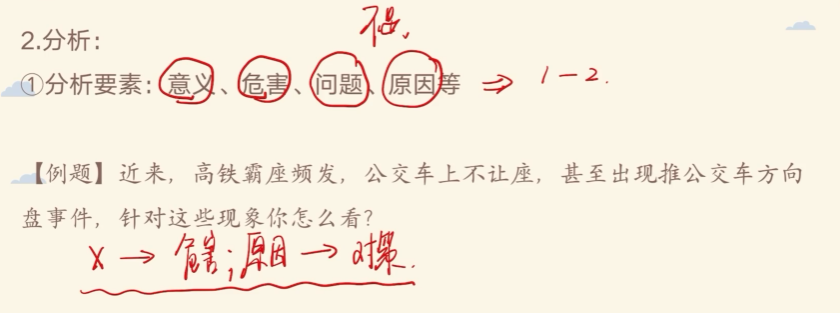 2.分析：
①分析要素：意义、危害、问题、原因等 ⇒ 1－2.
【例题】近来，高铁霸座频发，公交车上不让座，甚至出现推公交车方向
盘事件，针对这些现象你怎么看？
X → 危害；原因 → 对策.